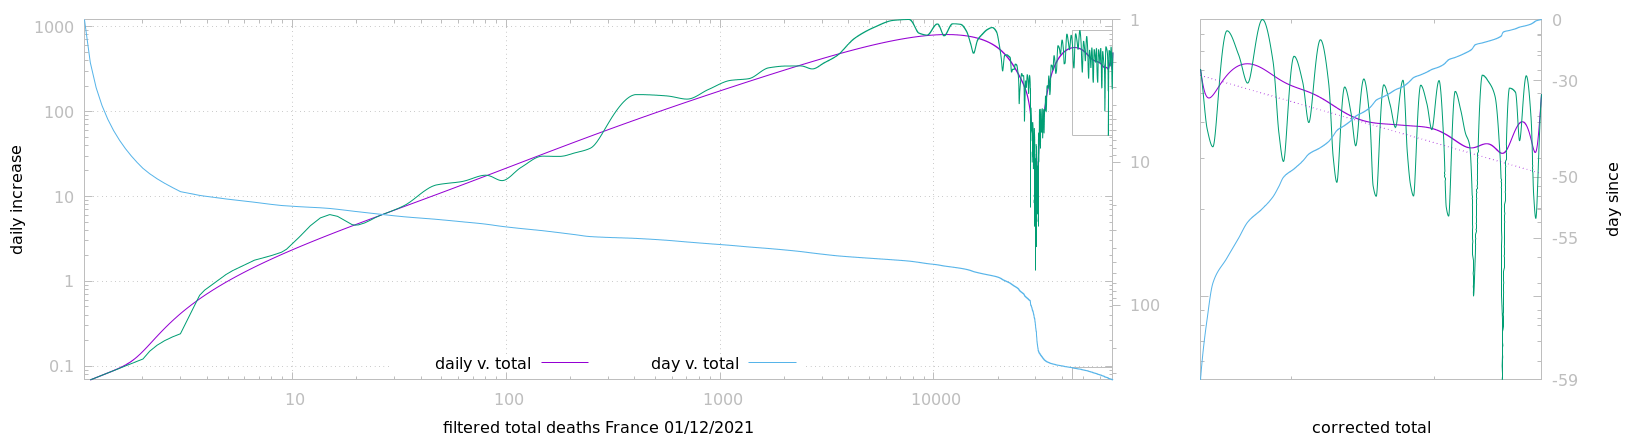 1000
100
10
1
0.1
daily increase
daily v. total
day v. total
10
100
1000
10000
filtered total deaths France 01/12/2021
1
10
100
0
-30
-50
-55
-59
day since
corrected total